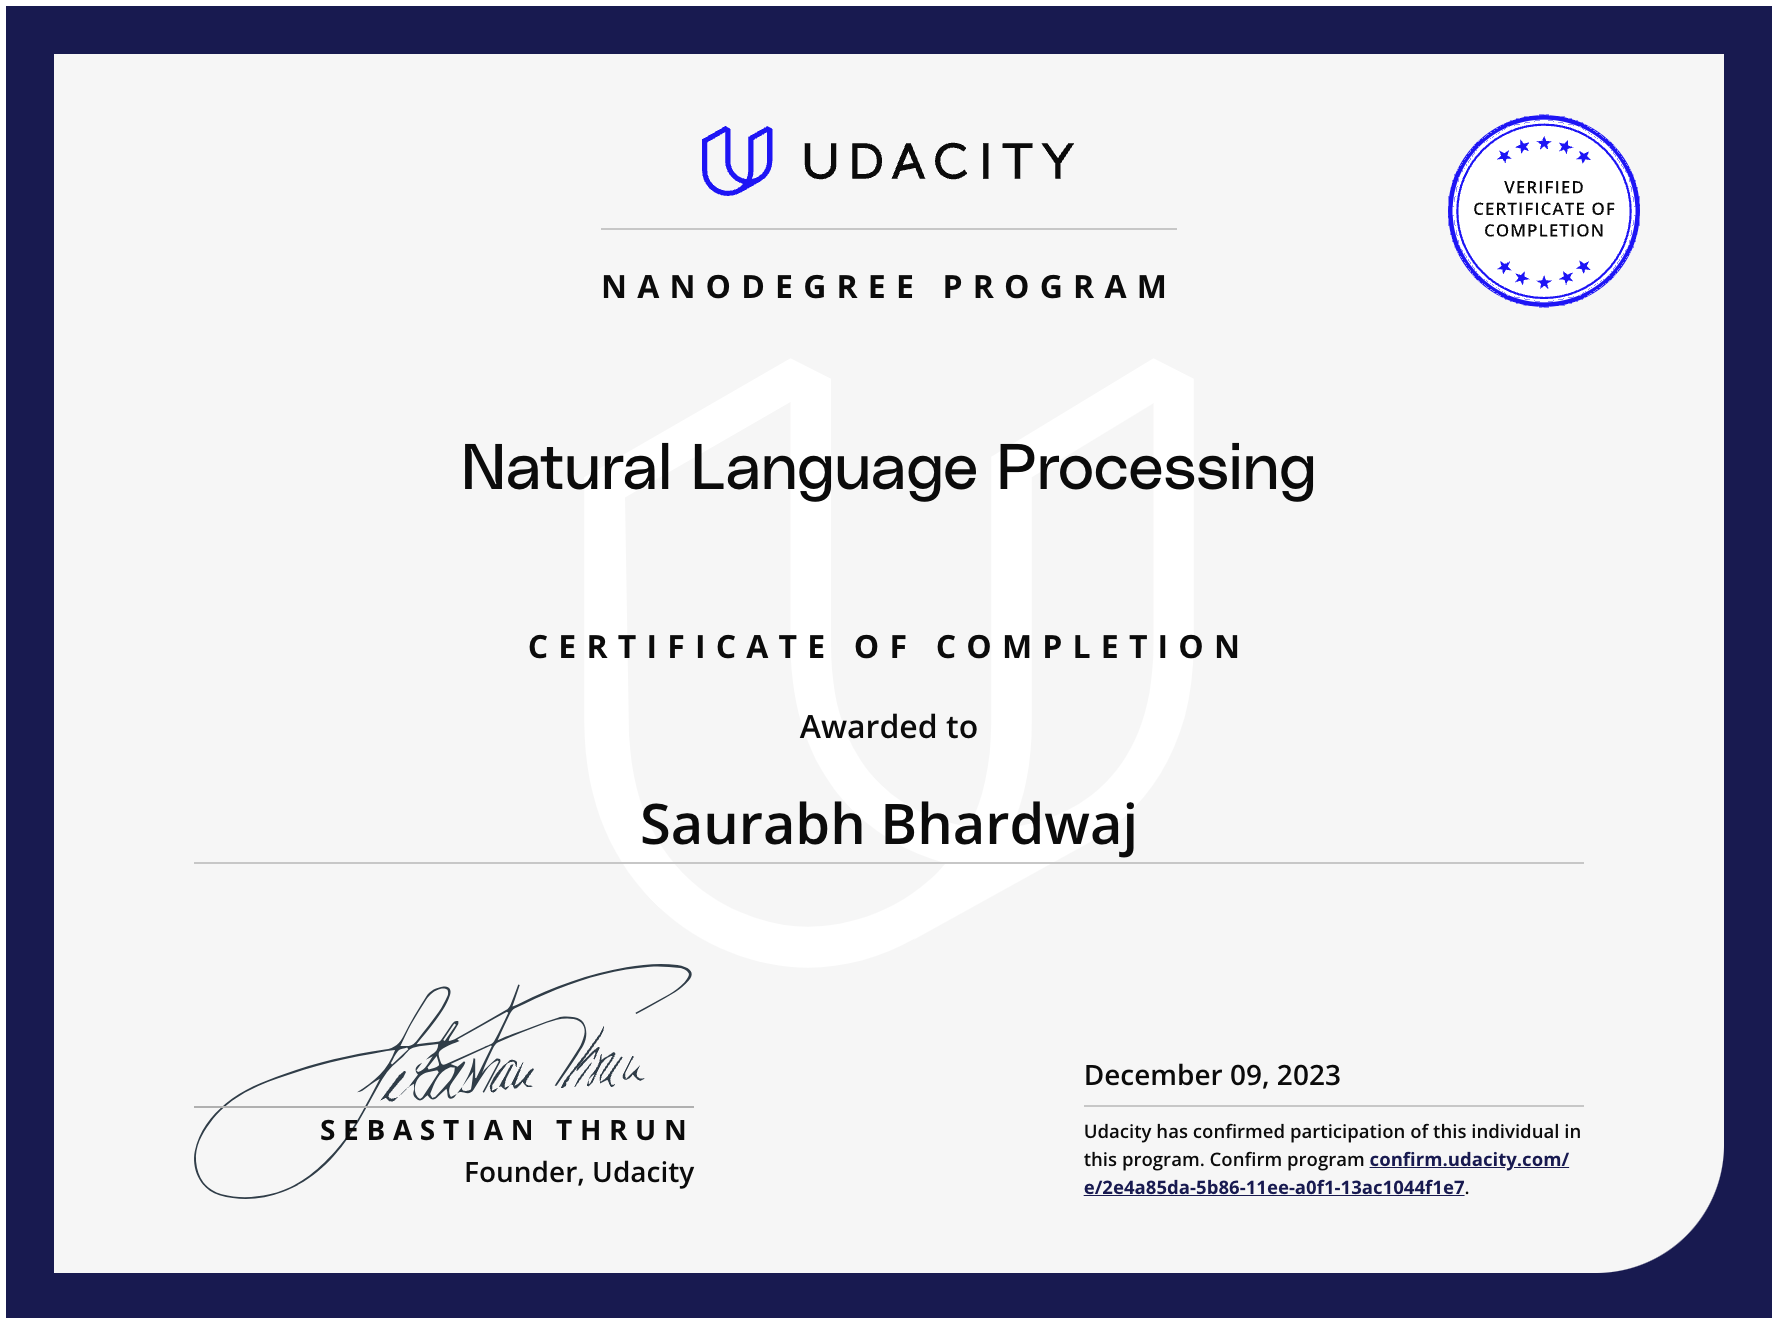 UDACITY
VERIFIED
CERTIFICATE OF
COMPLETION
NANODEGREE PROGRAM
Natural Language Processing
CERTIFICATE OF COMPLETION
Awarded to
Saurabh Bhardwaj
Sebastian Thrun
SEBASTIAN THRUN
Founder, Udacity
December 09, 2023
Udacity has confirmed participation of this individual in
this program. Confirm program confirm.udacity.com/
e/2e4a85da-5b86-11ee-a0f1-13ac1044f1e7.